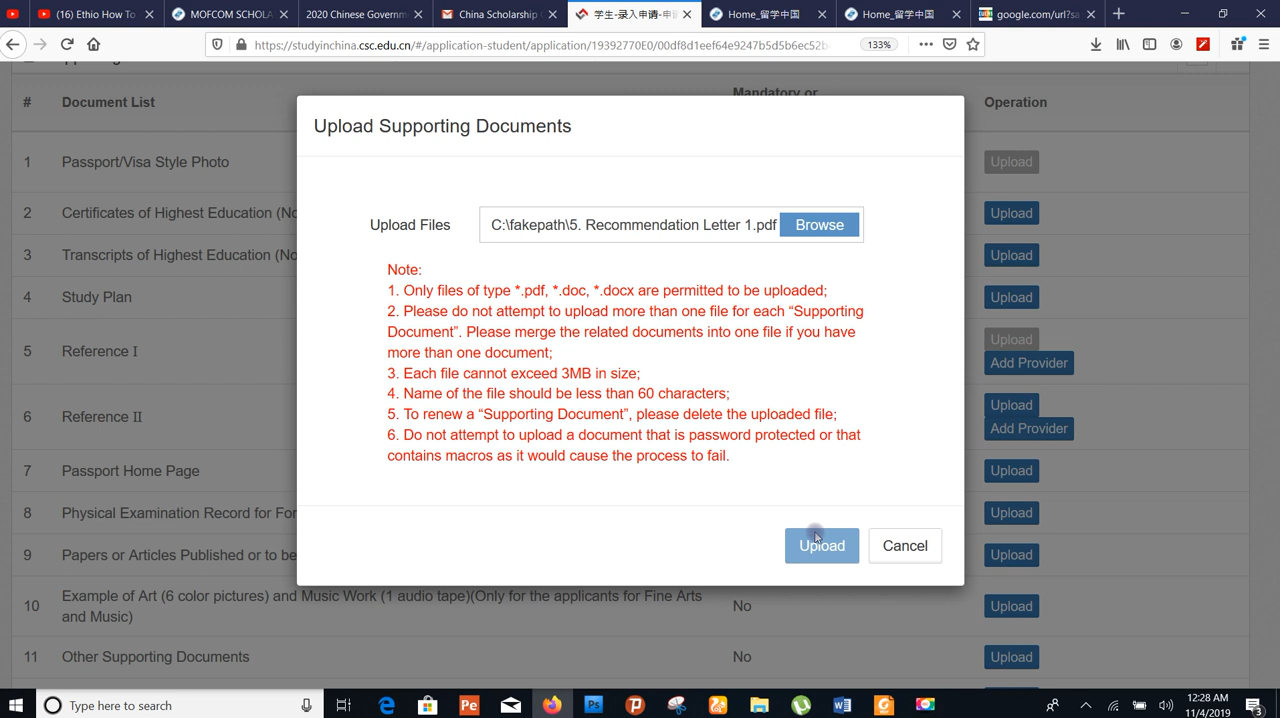 (16) Ethio How To
MOFCOM SCHOLA
2020 Chinese Governm
China Scholarship
学生-录入申请-申
Home_留学中国
Home_留学中国
google.com/url?sa
https://studyinchina.csc.edu.cn/#/application-student/application/19392770E0/00df8d1eef64e9247b5d5b6ec52b
133%
# Document List Mandatory or Operation
Upload Supporting Documents
1 Passport/Visa Style Photo Upload
2 Certificates of Highest Education (No Upload
3 Transcripts of Highest Education (No Upload
4 Study Plan Upload
5 Reference I Upload
Add Provider
6 Reference II Upload
Add Provider
7 Passport Home Page Upload
8 Physical Examination Record for For Upload
9 Papers or Articles Published or to be Upload
10 Example of Art (6 color pictures) and Music Work (1 audio tape)(Only for the applicants for Fine Arts
and Music) No Upload
11 Other Supporting Documents No Upload
Upload Files C:\fakepath\5. Recommendation Letter 1.pdf Browse
Note:
1. Only files of type *.pdf, *.doc, *.docx are permitted to be uploaded;
2. Please do not attempt to upload more than one file for each “Supporting
Document”. Please merge the related documents into one file if you have
more than one document;
3. Each file cannot exceed 3MB in size;
4. Name of the file should be less than 60 characters;
5. To renew a “Supporting Document”, please delete the uploaded file;
6. Do not attempt to upload a document that is password protected or that
contains macros as it would cause the process to fail.
Upload Cancel
Type here to search
12:28 AM
11/4/2019
3